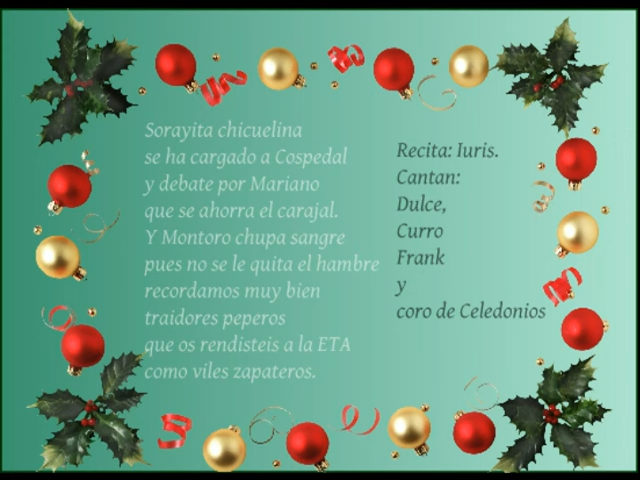 Sorayita chicuelina
se ha cargado a Cospedal
y debate por Mariano
que se ahorra el carajal.
Y Montoro chupa sangre
pues no se le quita el hambre
recordamos muy bien
traidores peperos
que os rendisteis a la ETA
como viles zapateros.
Recita: Iuris.
Cantan:
Dulce,
Curro
Frank
y
coro de Celedonios